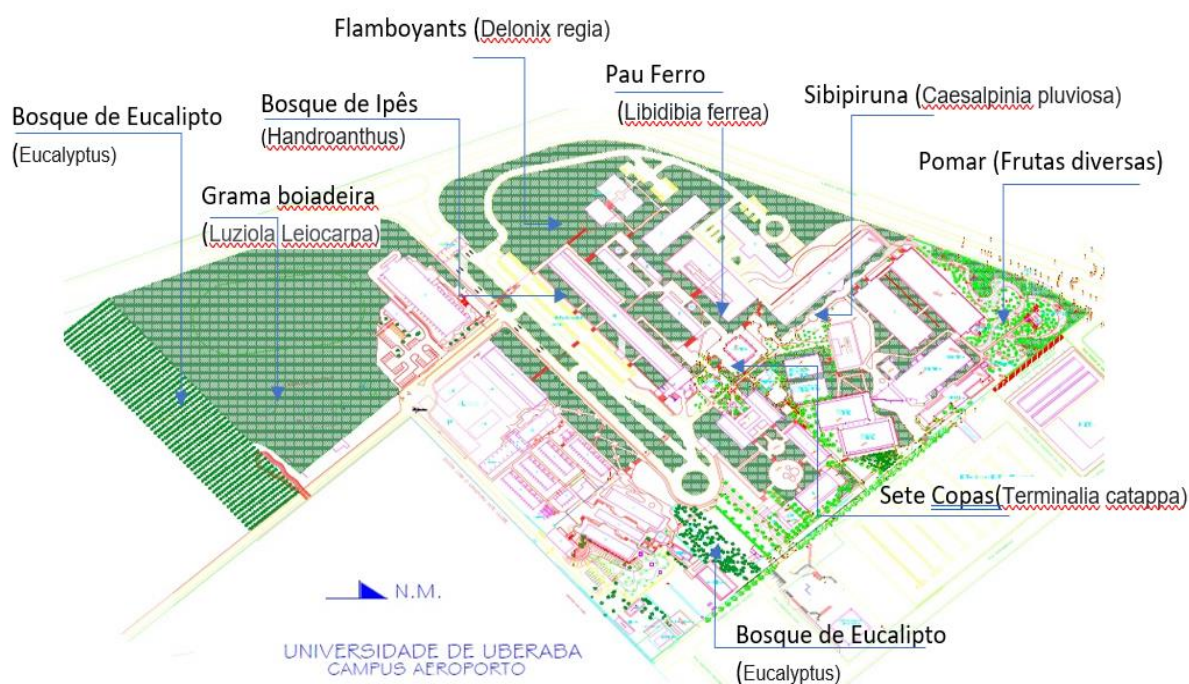 Flamboyants (Delonix regia)
Pau Ferro
(Libidibia ferrea)
Sibipiruna (Caesalpinia pluviosa)
Bosque de Ipês
(Handroanthus)
Bosque de Eucalipto
(Eucalyptus)
Pomar (Frutas diversas)
Grama boiadeira
(Luziola Leiocarpa)
Sete Copas(Terminalia catappa)
N.M.
Bosque de Eucalipto
(Eucalyptus)
UNIVERSIDADE DE UBERABA
CAMPUS AEROPORTO